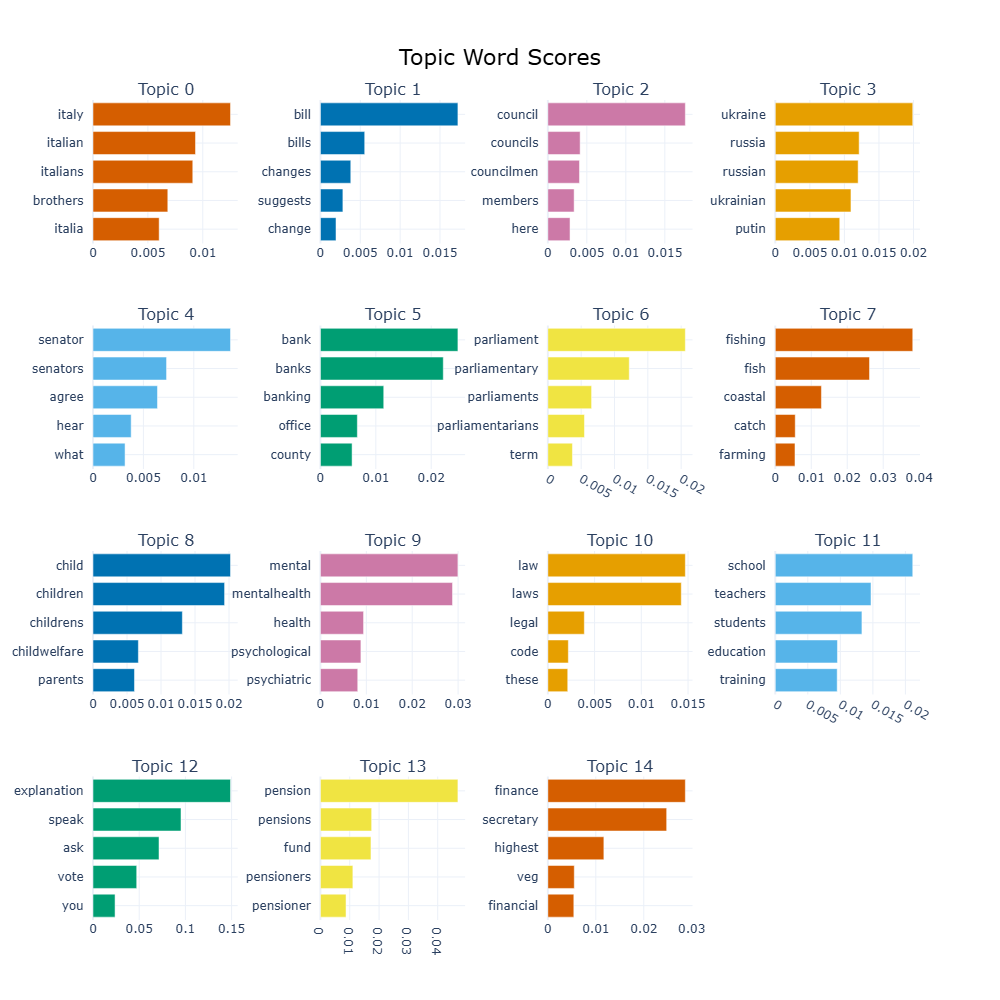 Topic Word Scores
Topic 0
italy
italian
italians
brothers
italia
0 0.005 0.01
Topic 1
bill
bills
changes
suggests
change
0 0.005 0.01 0.015
Topic 2
council
councils
councilmen
members
here
0 0.005 0.01 0.015
Topic 3
ukraine
russia
russian
ukrainian
putin
0 0.005 0.01 0.015 0.02
Topic 4
senator
senators
agree
hear
what
0 0.005 0.01
Topic 5
bank
banks
banking
office
county
0 0.01 0.02
Topic 6
parliament
parliamentary
parliaments
parliamentarians
term
0 0.005 0.01 0.015 0.02
Topic 7
fishing
fish
coastal
catch
farming
0 0.01 0.02 0.03 0.04
Topic 8
child
children
childrens
childwelfare
parents
0 0.005 0.01 0.015 0.02
Topic 9
mental
mentalhealth
health
psychological
psychiatric
0 0.01 0.02 0.03
Topic 10
law
laws
legal
code
these
0 0.005 0.01 0.015
Topic 11
school
teachers
students
education
training
0 0.005 0.01 0.015 0.02
Topic 12
explanation
speak
ask
vote
you
0 0.05 0.1 0.15
Topic 13
pension
pensions
fund
pensioners
pensioner
0 0.01 0.02 0.03 0.04
Topic 14
finance
secretary
highest
veg
financial
0 0.01 0.02 0.03